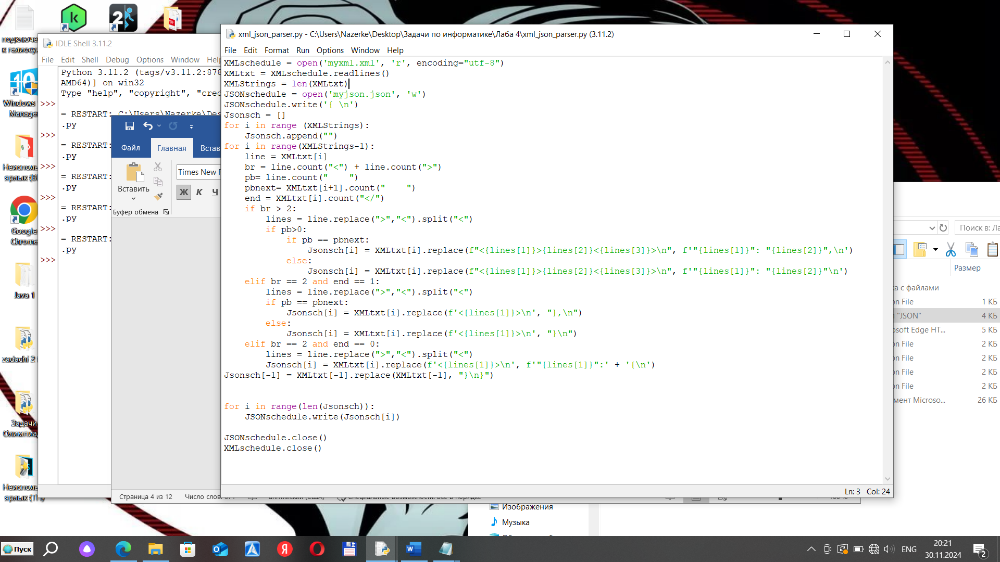 подключе
к гелиосу.
Windows
Manage
Неисполь
ярлык (В
Google
Chrome
Java 1
zadachi 2
Задачи
Олимпиа
Неисполь
ярлык (TH)
IDLE Shell 3.11.2
File Edit Shell Debug Options Window Help
Python 3.11.2 (tags/v3.11.2:878
AMD64)] on win32
Type "help", "copyright", "cred
>>>
= RESTART: C:\Users\Nazerke\Des
.py
>>>
= RESTART:
.py
>>>
= RESTART:
.py
>>>
= RESTART:
.py
>>>
= RESTART:
.py
>>>
Файл Главная Встав
Вставить
Times New
Ж К Ч
Буфер обмена
Страница 4 из 12 Число слов:
английский (США)
Специальные возможности: все в порядке
xml_json_parser.py - C:\Users\Nazerke\Desktop\Задачи по информатике\Лаба 4\xml_json_parser.py (3.11.2)
File Edit Format Run Options Window Help
XMLschedule = open('myxml.xml', 'r', encoding="utf-8")
XMLtxt = XMLschedule.readlines()
XMLStrings = len(XMLtxt)
JSONschedule = open('myjson.json', 'w')
JSONschedule.write('{ \n')
Jsonsch = []
for i in range (XMLStrings):
    Jsonsch.append("")
for i in range(XMLStrings-1):
    line = XMLtxt[i]
    br = line.count("<") + line.count(">")
    pb= line.count("    ")
    pbnext= XMLtxt[i+1].count("    ")
    end = XMLtxt[i].count("</")
    if br > 2:
        lines = line.replace(">","<").split("<")
        if pb>0:
            if pb == pbnext:
                Jsonsch[i] = XMLtxt[i].replace(f"<{lines[1]}>{lines[2]}<{lines[3]}>\n", f'"{lines[1]}": "{lines[2]}",\n')
            else:
                Jsonsch[i] = XMLtxt[i].replace(f"<{lines[1]}>{lines[2]}<{lines[3]}>\n", f'"{lines[1]}": "{lines[2]}"\n')
    elif br == 2 and end == 1:
        lines = line.replace(">","<").split("<")
        if pb == pbnext:
            Jsonsch[i] = XMLtxt[i].replace(f'<{lines[1]}>\n', "},\n")
        else:
            Jsonsch[i] = XMLtxt[i].replace(f'<{lines[1]}>\n', "}\n")
    elif br == 2 and end == 0:
        lines = line.replace(">","<").split("<")
        Jsonsch[i] = XMLtxt[i].replace(f'<{lines[1]}>\n', f'"{lines[1]}":' + '{\n')
Jsonsch[-1] = XMLtxt[-1].replace(XMLtxt[-1], "}\n}")
for i in range(len(Jsonsch)):
    JSONschedule.write(Jsonsch[i])
JSONschedule.close()
XMLschedule.close()
Ln: 3 Col: 24
Поиск в: Ла
Размер
ка с файлами
on File 1 КБ
"JSON" 4 КБ
osoft Edge HT... 5 КБ
on File 2 КБ
on File 2 КБ
on File 2 КБ
on File 2 КБ
мент Microso... 26 КБ
Изображения
Музыка
Пуск
ENG
20:21
30.11.2024
2